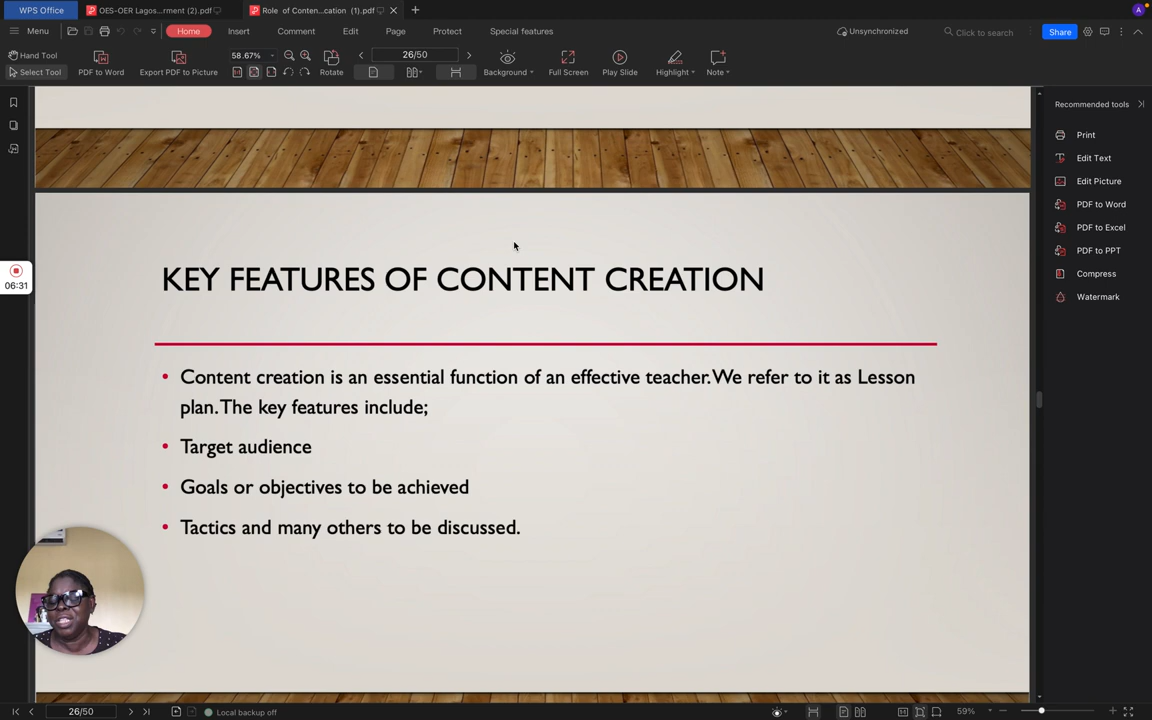 WPS Office
OES-OER Lagos...rment (2).pdf
Role of Conten...cation (1).pdf
A
Menu
Home
Insert
Comment
Edit
Page
Protect
Special features
Unsynchronized
Click to search
Share
Hand Tool
Select Tool
PDF to Word
Export PDF to Picture
58.67%
Rotate
26/50
Background
Full Screen
Play Slide
Highlight
Note
Recommended tools
Print
Edit Text
Edit Picture
PDF to Word
PDF to Excel
PDF to PPT
Compress
Watermark
06:31
KEY FEATURES OF CONTENT CREATION
• Content creation is an essential function of an effective teacher.We refer to it as Lesson
plan.The key features include;
• Target audience
• Goals or objectives to be achieved
• Tactics and many others to be discussed.
26/50
Local backup off
59%